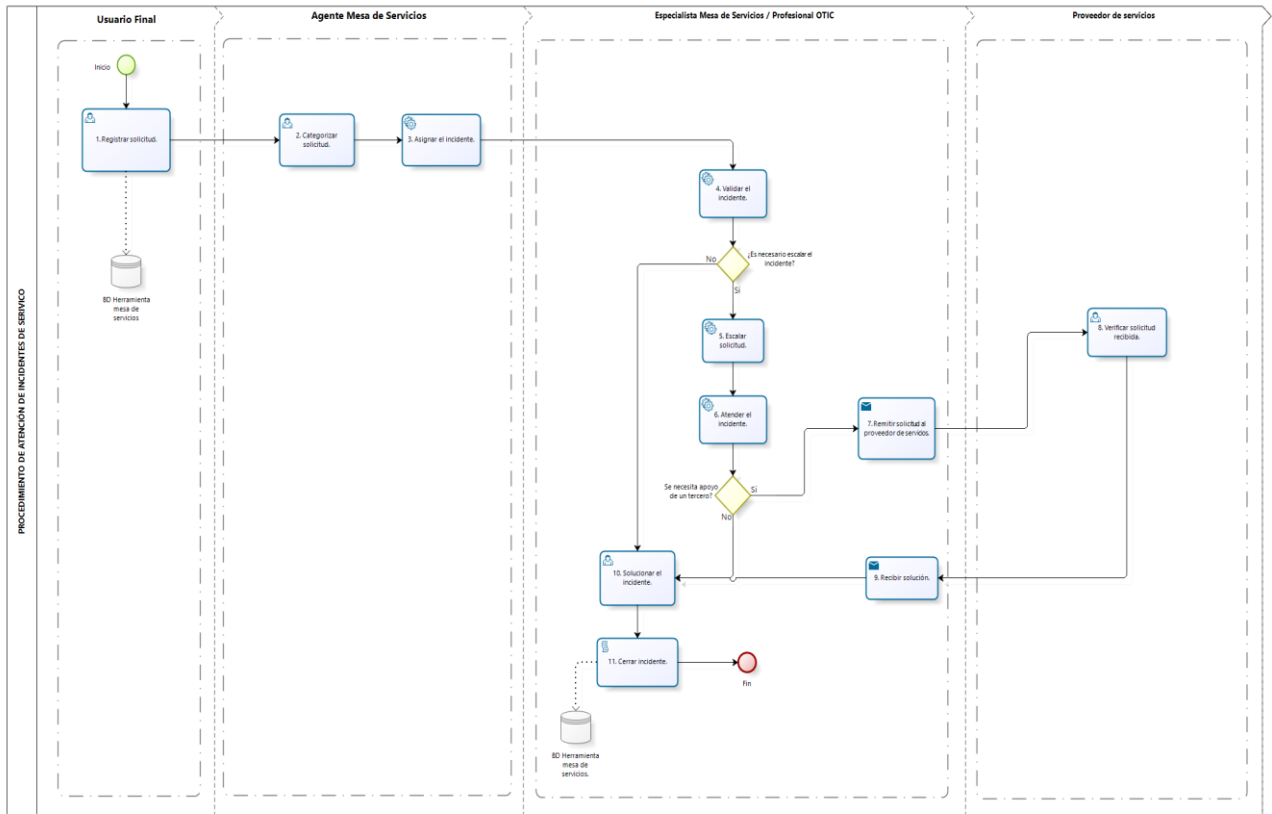 PROCEDIMIENTO DE ATENCIÓN DE INCIDENTES DE SERIVICO
Usuario Final
Agente Mesa de Servicios
Especialista Mesa de Servicios / Profesional OTIC
Proveedor de servicios
Inicio
1.Registrar solicitud.
2. Categorizar
solicitud.
3. Asignar el incidente.
4. Validar el
incidente.
BD Herramienta
mesa de
servicios
¿Es necesario escalar el
incidente?
No
Si
5. Escalar
solicitud.
8. Verificar solicitud
recibida.
6. Atender el
incidente.
7. Remitir solicitud al
proveedor de servicios.
Se necesita apoyo
de un tercero?
Si
No
10. Solucionar el
incidente.
9. Recibir solución.
11. Cerrar incidente.
Fin
BD Herramienta
mesa de
servicios.